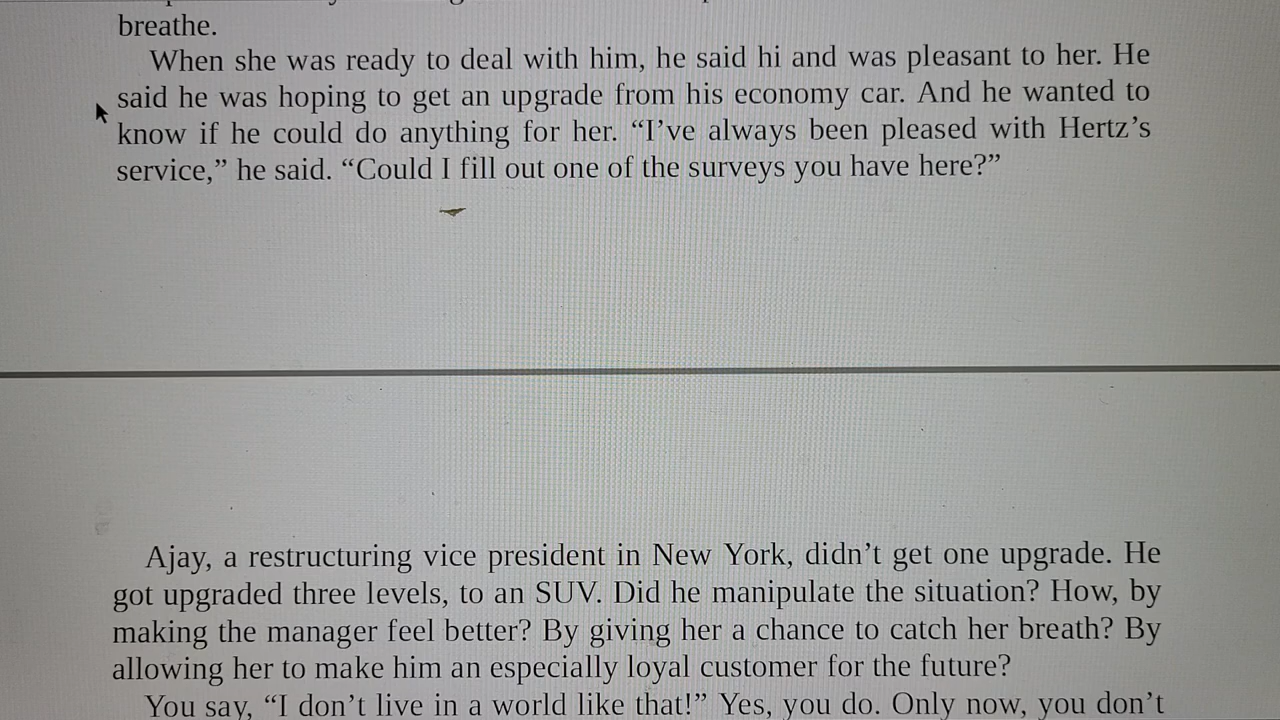 breathe.
When she was ready to deal with him, he said hi and was pleasant to her. He
said he was hoping to get an upgrade from his economy car. And he wanted to
know if he could do anything for her. “I’ve always been pleased with Hertz’s
service,” he said. “Could I fill out one of the surveys you have here?”
Ajay, a restructuring vice president in New York, didn’t get one upgrade. He
got upgraded three levels, to an SUV. Did he manipulate the situation? How, by
making the manager feel better? By giving her a chance to catch her breath? By
allowing her to make him an especially loyal customer for the future?
You say, “I don’t live in a world like that!” Yes, you do. Only now, you don’t